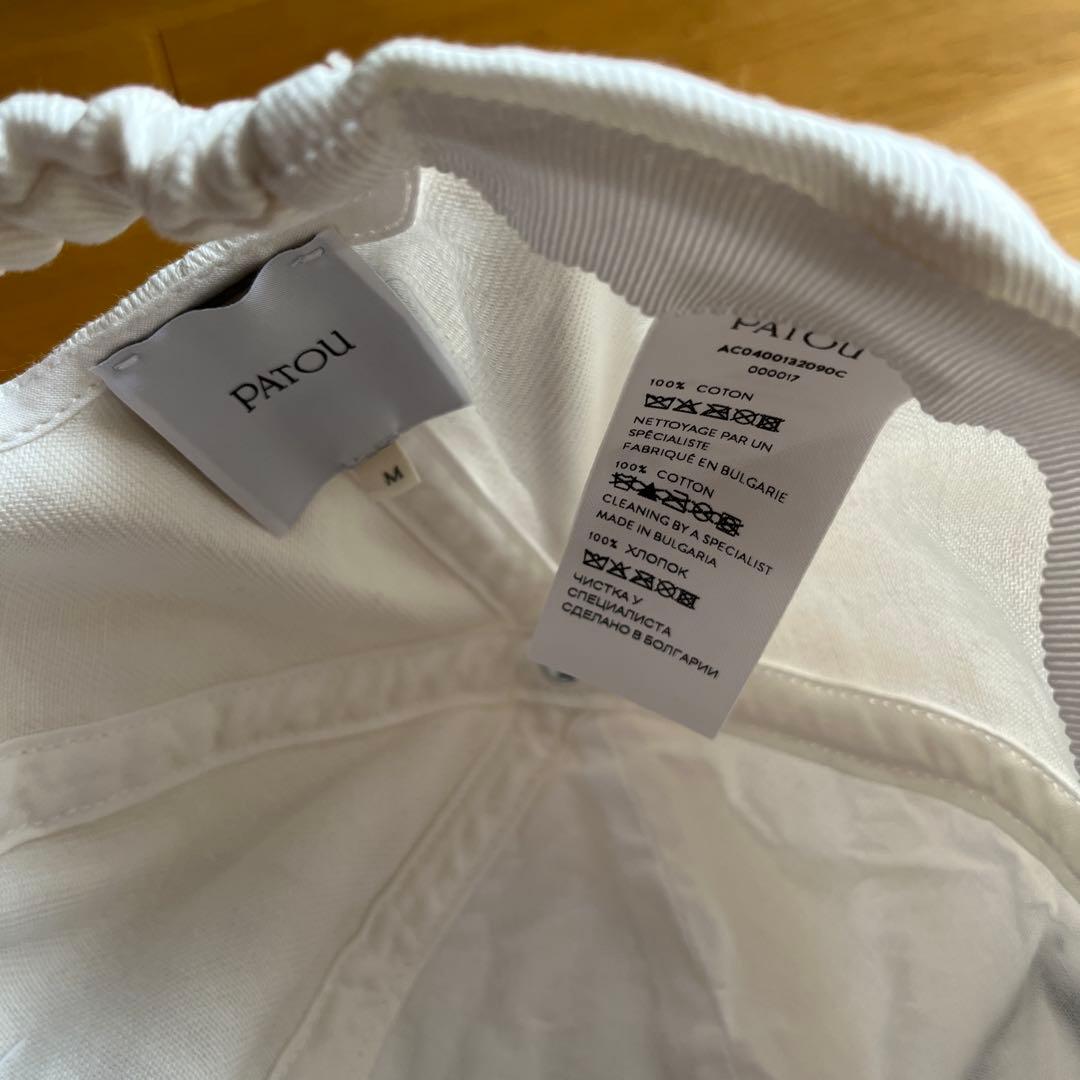 PATOU
M
PATOU
AC0400132090C
000017
100% COTON
NETTOYAGE PAR UN
SPÉCIALISTE
FABRIQUÉ EN BULGARIE
100% COTTON
CLEANING BY A SPECIALIST
MADE IN BULGARIA
100% ХЛОПОК
ЧИСТКА У
СПЕЦИАЛИСТА
СДЕЛАНО В БОЛГАРИИ